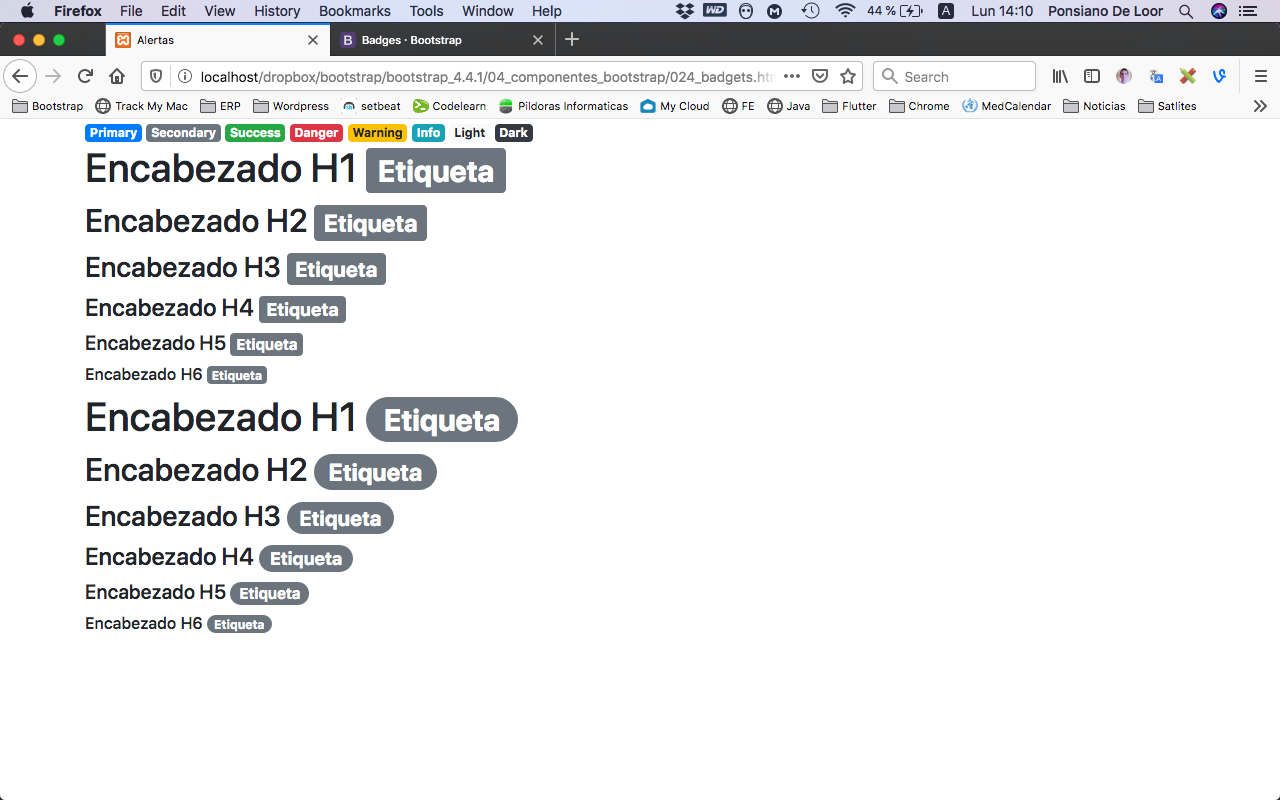 Firefox File Edit View History Bookmarks Tools Window Help WD M 44 % A Lun 14:10 Ponsiano De Loor
Alertas B Badges · Bootstrap
localhost/dropbox/bootstrap/bootstrap_4.4.1/04_componentes_bootstrap/024_badgets.htm Search
Bootstrap Track My Mac ERP Wordpress setbeat Codelearn Pildoras Informaticas My Cloud FE Java Flutter Chrome MedCalendar Noticias Satlites
Primary Secondary Success Danger Warning Info Light Dark
Encabezado H1 Etiqueta
Encabezado H2 Etiqueta
Encabezado H3 Etiqueta
Encabezado H4 Etiqueta
Encabezado H5 Etiqueta
Encabezado H6 Etiqueta
Encabezado H1 Etiqueta
Encabezado H2 Etiqueta
Encabezado H3 Etiqueta
Encabezado H4 Etiqueta
Encabezado H5 Etiqueta
Encabezado H6 Etiqueta